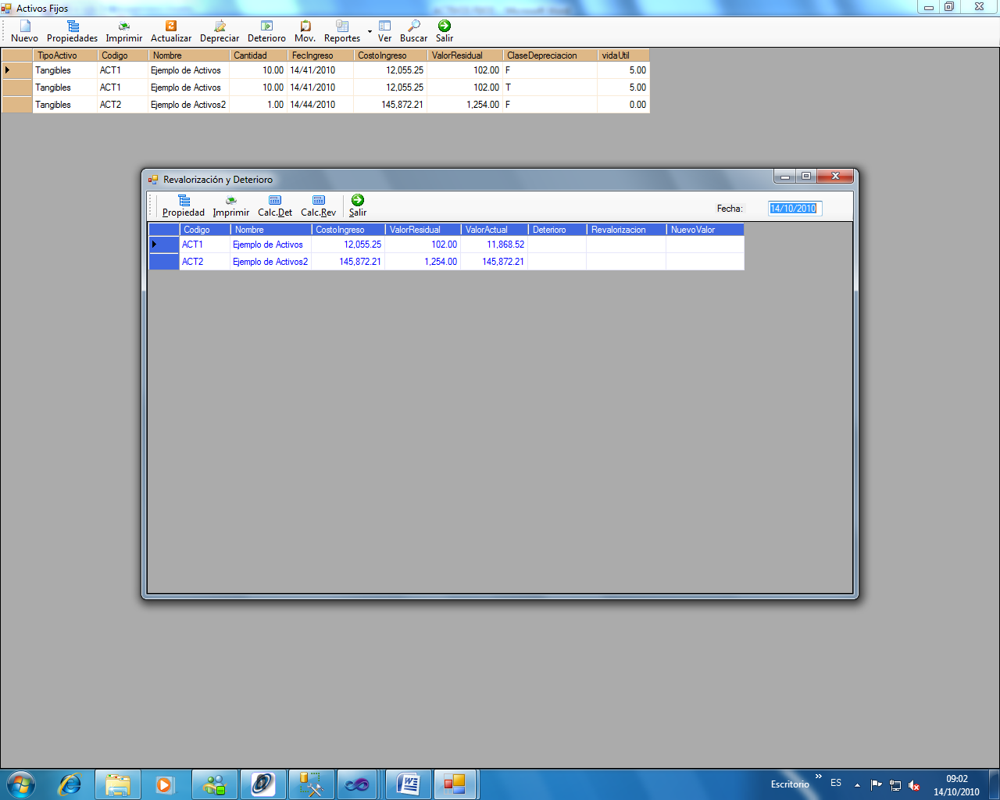 Activos Fijos
Nuevo Propiedades Imprimir Actualizar Depreciar Deterioro Mov. Reportes Ver Buscar Salir
TipoActivo Codigo Nombre Cantidad FecIngreso CostoIngreso ValorResidual ClaseDepreciacion vidaUtil
Tangibles ACT1 Ejemplo de Activos 10.00 14/41/2010 12,055.25 102.00 F 5.00
Tangibles ACT1 Ejemplo de Activos 10.00 14/41/2010 12,055.25 102.00 T 5.00
Tangibles ACT2 Ejemplo de Activos2 1.00 14/44/2010 145,872.21 1,254.00 F 0.00
Revalorización y Deterioro
Propiedad Imprimir Calc.Det Calc.Rev Salir Fecha: 14/10/2010
Codigo Nombre CostoIngreso ValorResidual ValorActual Deterioro Revalorizacion NuevoValor
ACT1 Ejemplo de Activos 12,055.25 102.00 11,868.52
ACT2 Ejemplo de Activos2 145,872.21 1,254.00 145,872.21
Escritorio » ES 09:02
14/10/2010